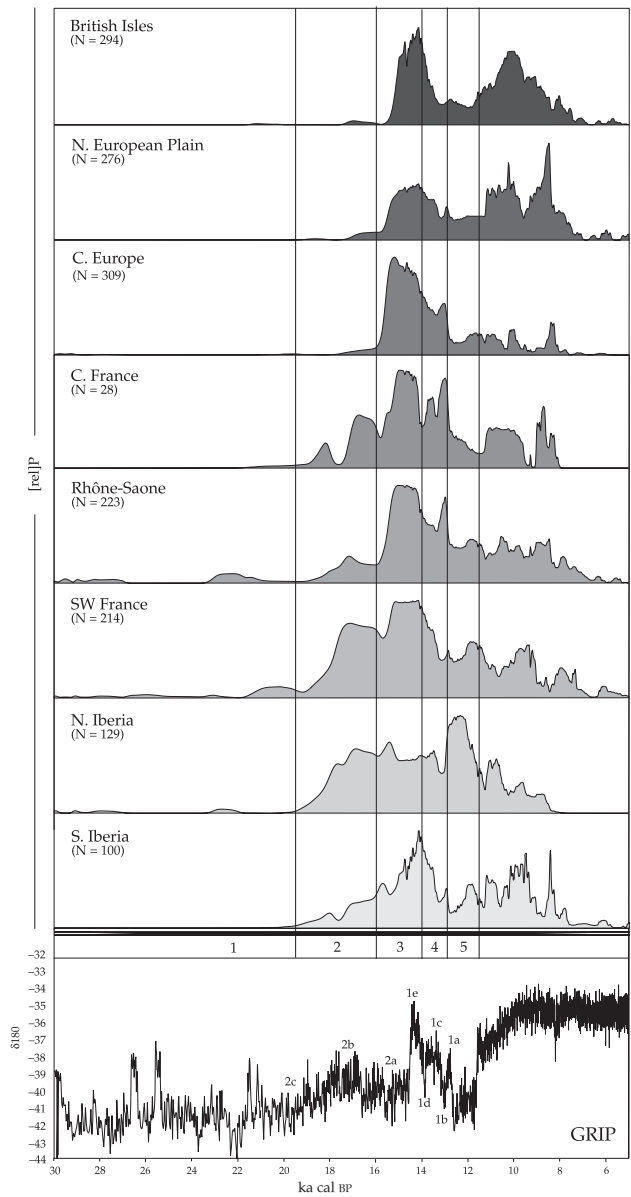 British Isles
(N = 294)
N. European Plain
(N = 276)
C. Europe
(N = 309)
C. France
(N = 28)
[rel]P
Rhône-Saone
(N = 223)
SW France
(N = 214)
N. Iberia
(N = 129)
S. Iberia
(N = 100)
1 2 3 4 5
−32
−33
−34
−35
−36
−37
−38
−39
−40
−41
−42
−43
−44
δ18O
1e
1c
1a
2b
2a
2c
1d
1b
GRIP
30 28 26 24 22 20 18 16 14 12 10 8 6
ka cal BP